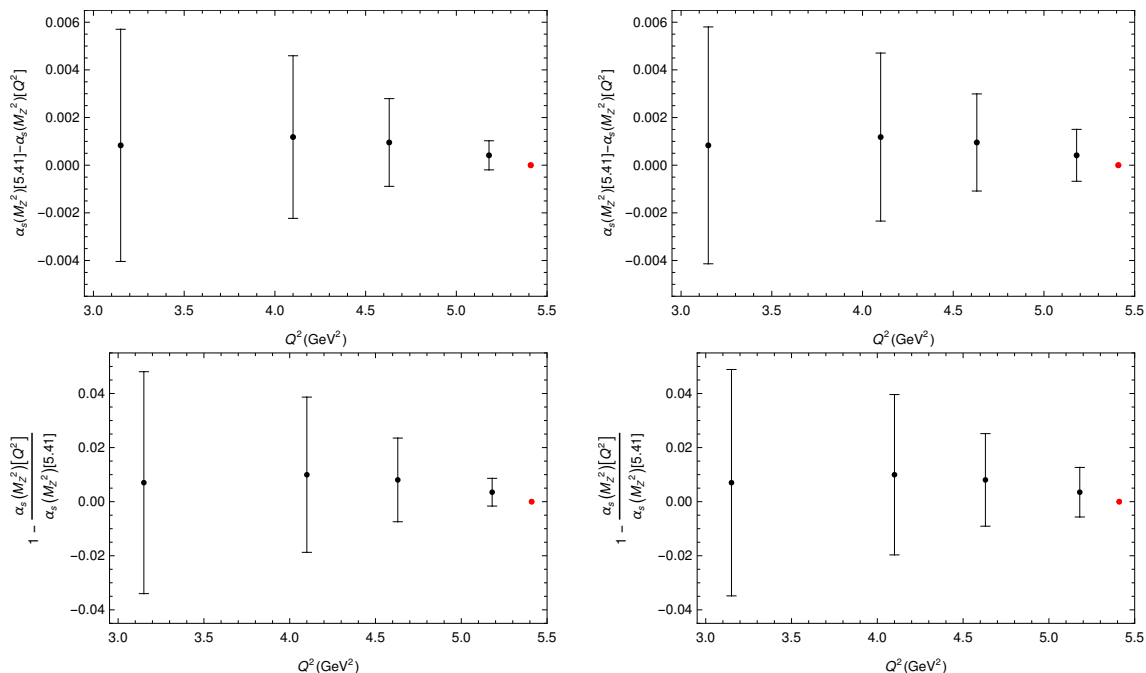 0.006
0.004
0.002
0.000
−0.002
−0.004
αs(MZ²)[5.41]−αs(MZ²)[Q²]
3.0 3.5 4.0 4.5 5.0 5.5
Q²(GeV²)
0.006
0.004
0.002
0.000
−0.002
−0.004
αs(MZ²)[5.41]−αs(MZ²)[Q²]
3.0 3.5 4.0 4.5 5.0 5.5
Q²(GeV²)
0.04
0.02
0.00
−0.02
−0.04
1 − αs(MZ²)[Q²]
αs(MZ²)[5.41]
3.0 3.5 4.0 4.5 5.0 5.5
Q²(GeV²)
0.04
0.02
0.00
−0.02
−0.04
1 − αs(MZ²)[Q²]
αs(MZ²)[5.41]
3.0 3.5 4.0 4.5 5.0 5.5
Q²(GeV²)